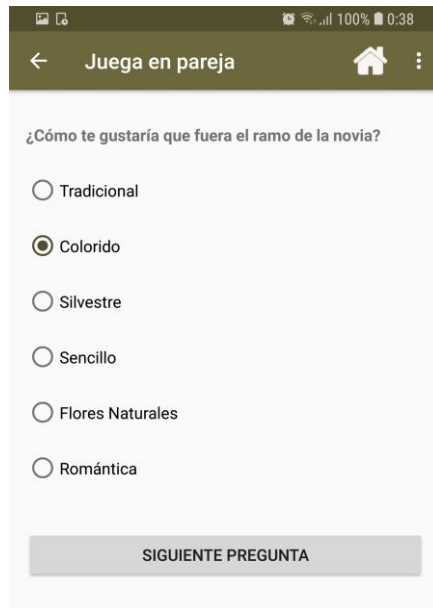 100% 0:38
Juega en pareja
¿Cómo te gustaría que fuera el ramo de la novia?
Tradicional
Colorido
Silvestre
Sencillo
Flores Naturales
Romántica
SIGUIENTE PREGUNTA